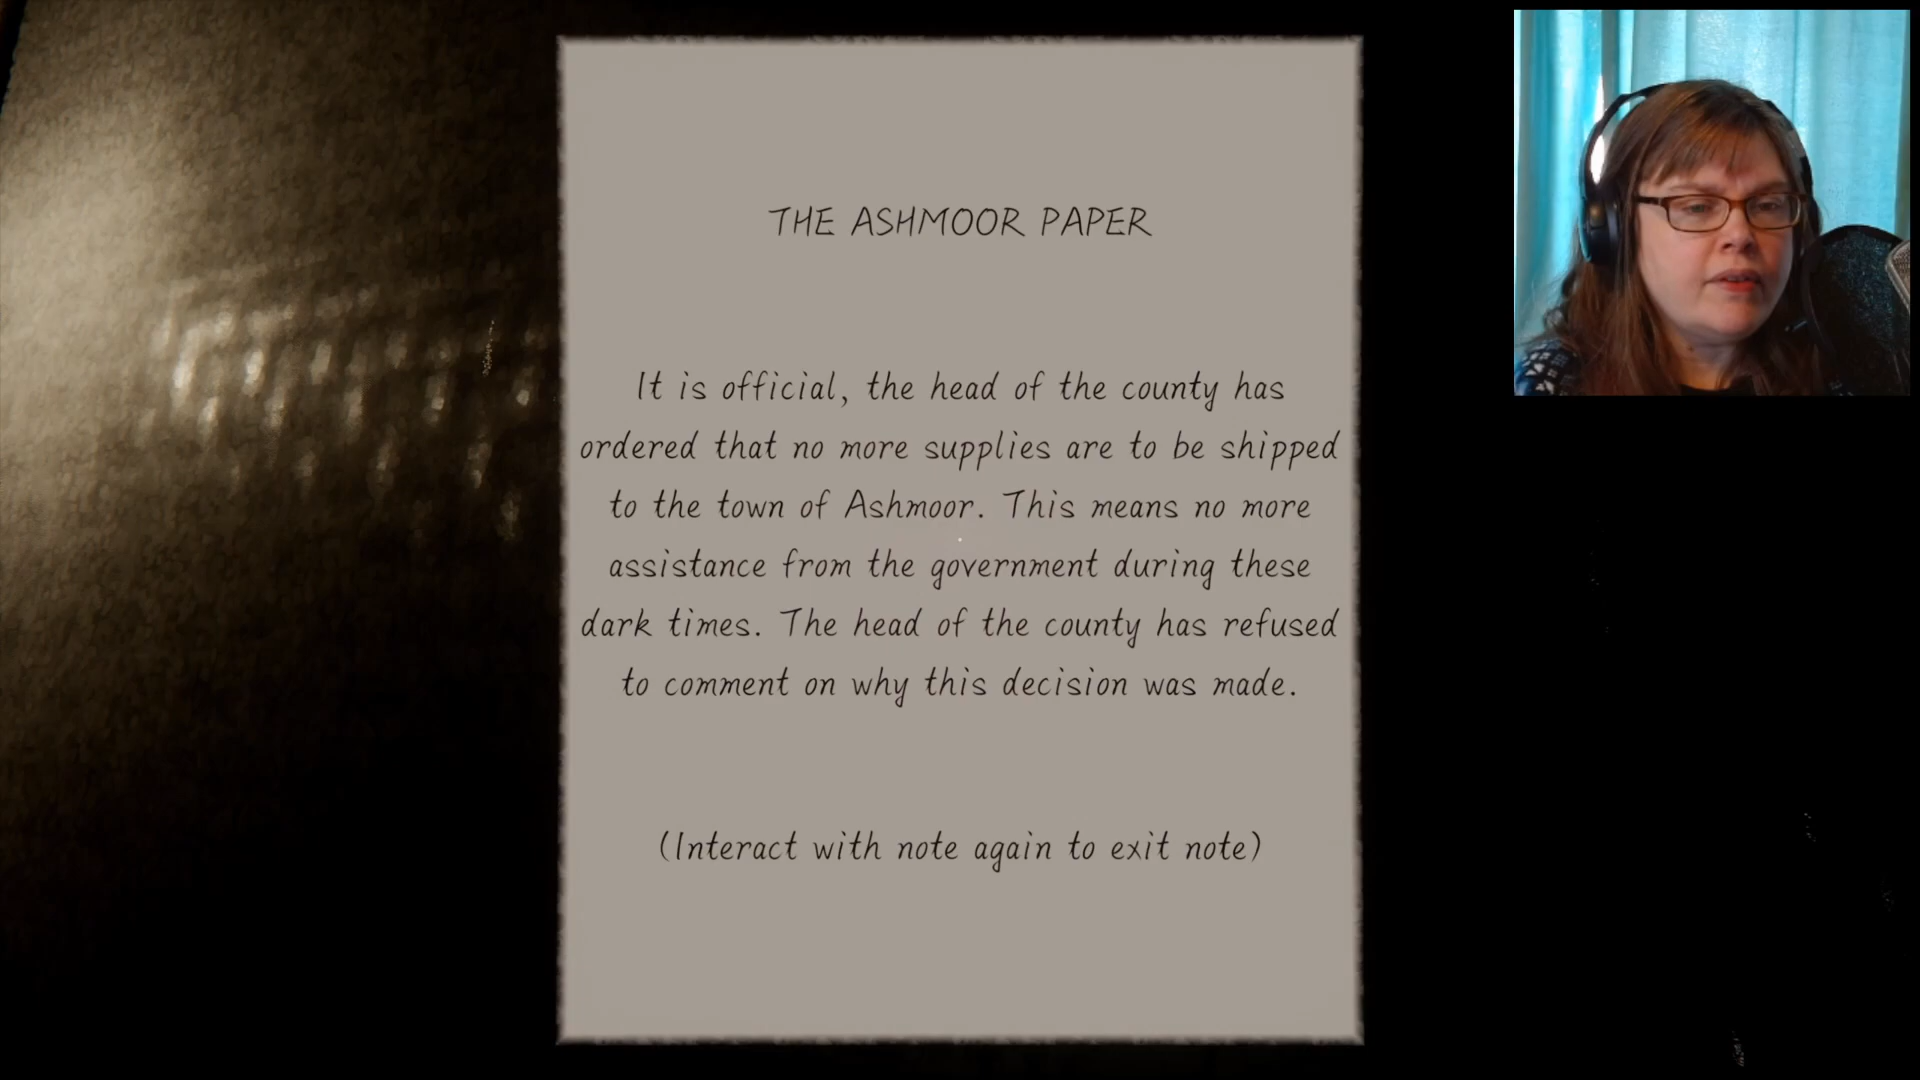 THE ASHMOOR PAPER
It is official, the head of the county has
ordered that no more supplies are to be shipped
to the town of Ashmoor. This means no more
assistance from the government during these
dark times. The head of the county has refused
to comment on why this decision was made.
(Interact with note again to exit note)